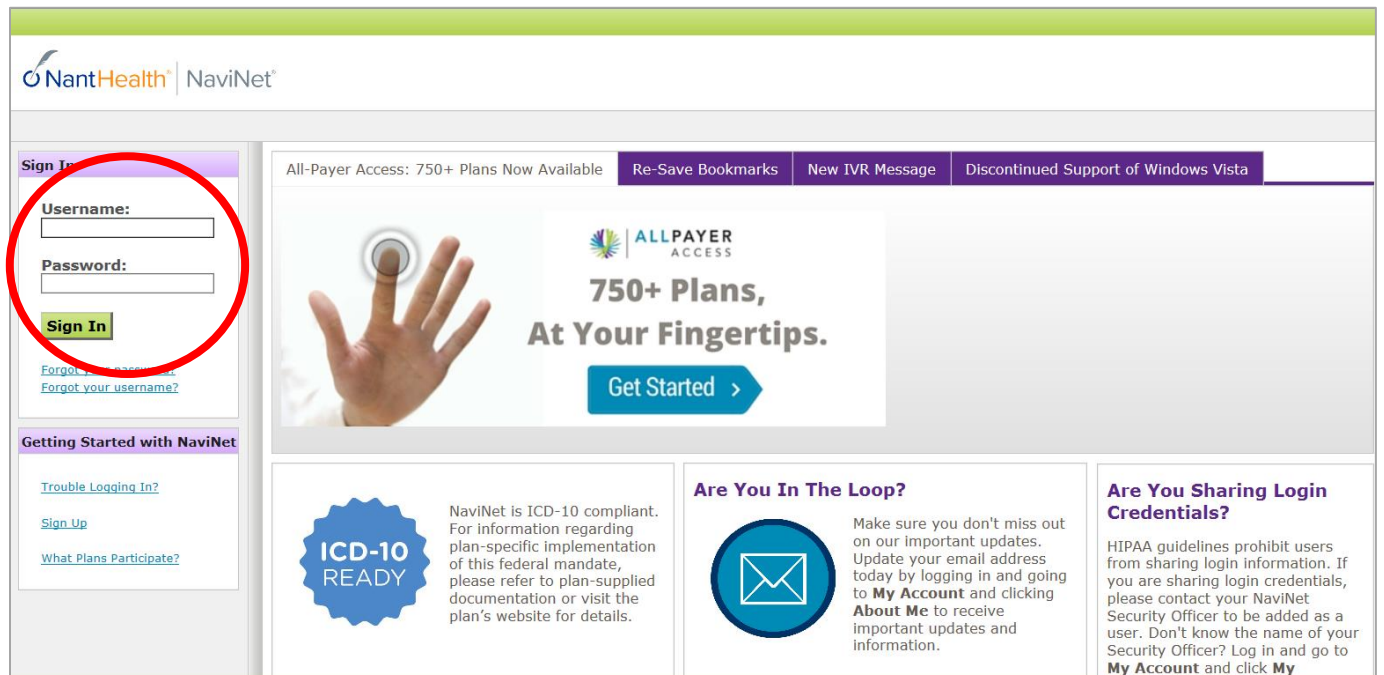 NantHealth® | NaviNet®
Sign In
Username:
Password:
Sign In
Forgot your password?
Forgot your username?
Getting Started with NaviNet
Trouble Logging In?
Sign Up
What Plans Participate?
All-Payer Access: 750+ Plans Now Available
Re-Save Bookmarks
New IVR Message
Discontinued Support of Windows Vista
ALLPAYER
ACCESS
750+ Plans,
At Your Fingertips.
Get Started >
ICD-10
READY
NaviNet is ICD-10 compliant.
For information regarding
plan-specific implementation
of this federal mandate,
please refer to plan-supplied
documentation or visit the
plan's website for details.
Are You In The Loop?
Make sure you don't miss out
on our important updates.
Update your email address
today by logging in and going
to My Account and clicking
About Me to receive
important updates and
information.
Are You Sharing Login
Credentials?
HIPAA guidelines prohibit users
from sharing login information. If
you are sharing login credentials,
please contact your NaviNet
Security Officer to be added as a
user. Don't know the name of your
Security Officer? Log in and go to
My Account and click My